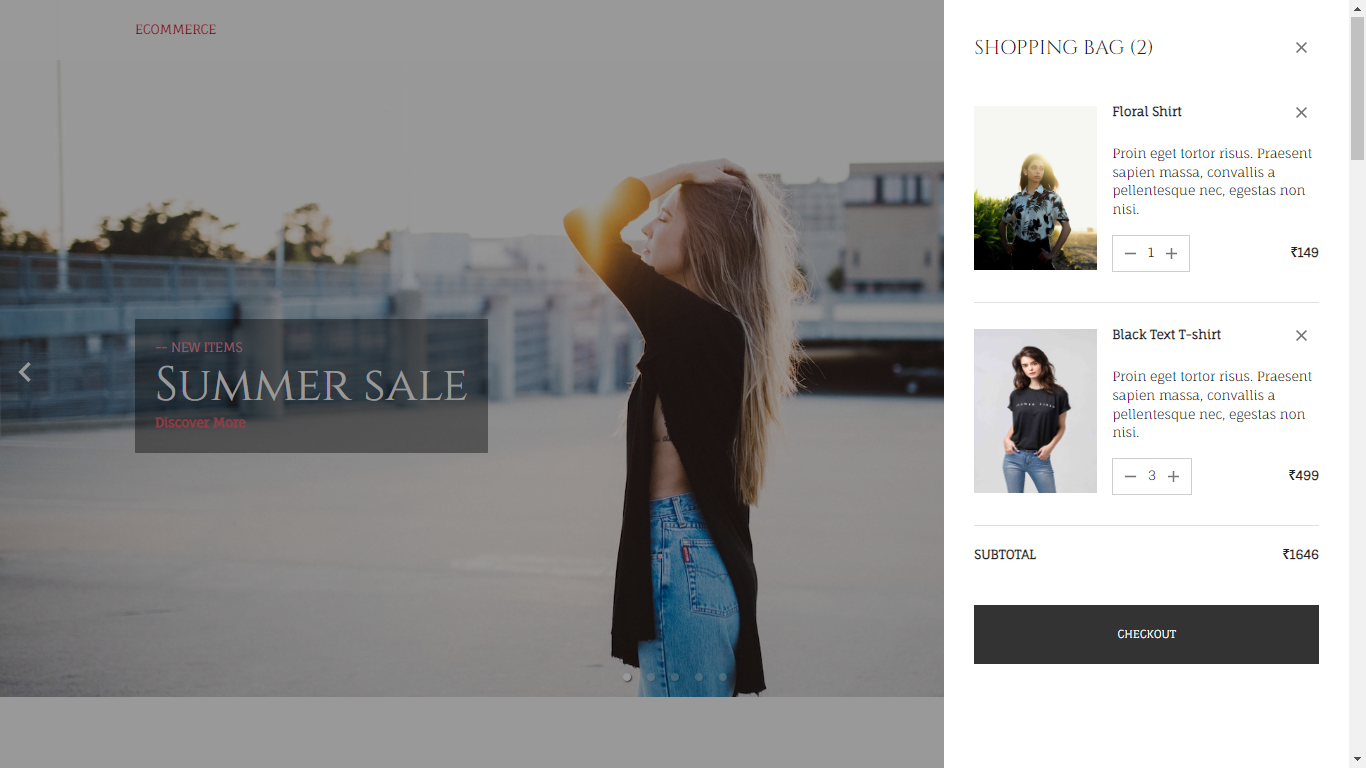 ECOMMERCE
-- NEW ITEMS
SUMMER SALE
Discover More
SHOPPING BAG (2)
Floral Shirt
Proin eget tortor risus. Praesent
sapien massa, convallis a
pellentesque nec, egestas non
nisi.
1
₹149
Black Text T-shirt
Proin eget tortor risus. Praesent
sapien massa, convallis a
pellentesque nec, egestas non
nisi.
3
₹499
SUBTOTAL
₹1646
CHECKOUT